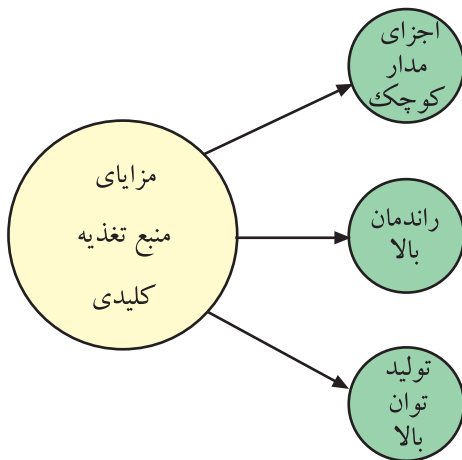 اجزای
مدار
کوچک
مزایای
منبع تغذیه
کلیدی
راندمان
بالا
تولید
توان
بالا